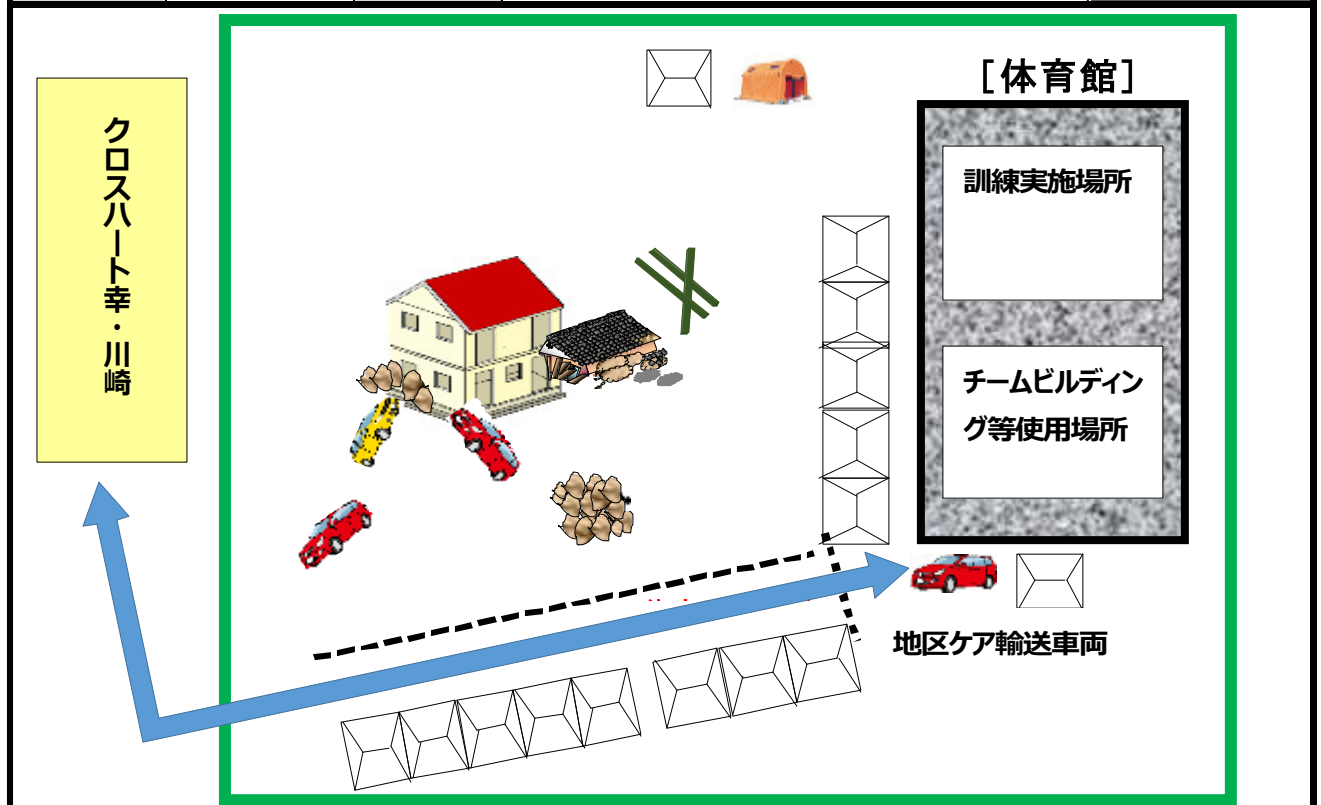 [体育館]
クロスハート幸・川崎
訓練実施場所
チームビルディン
グ等使用場所
地区ケア輸送車両